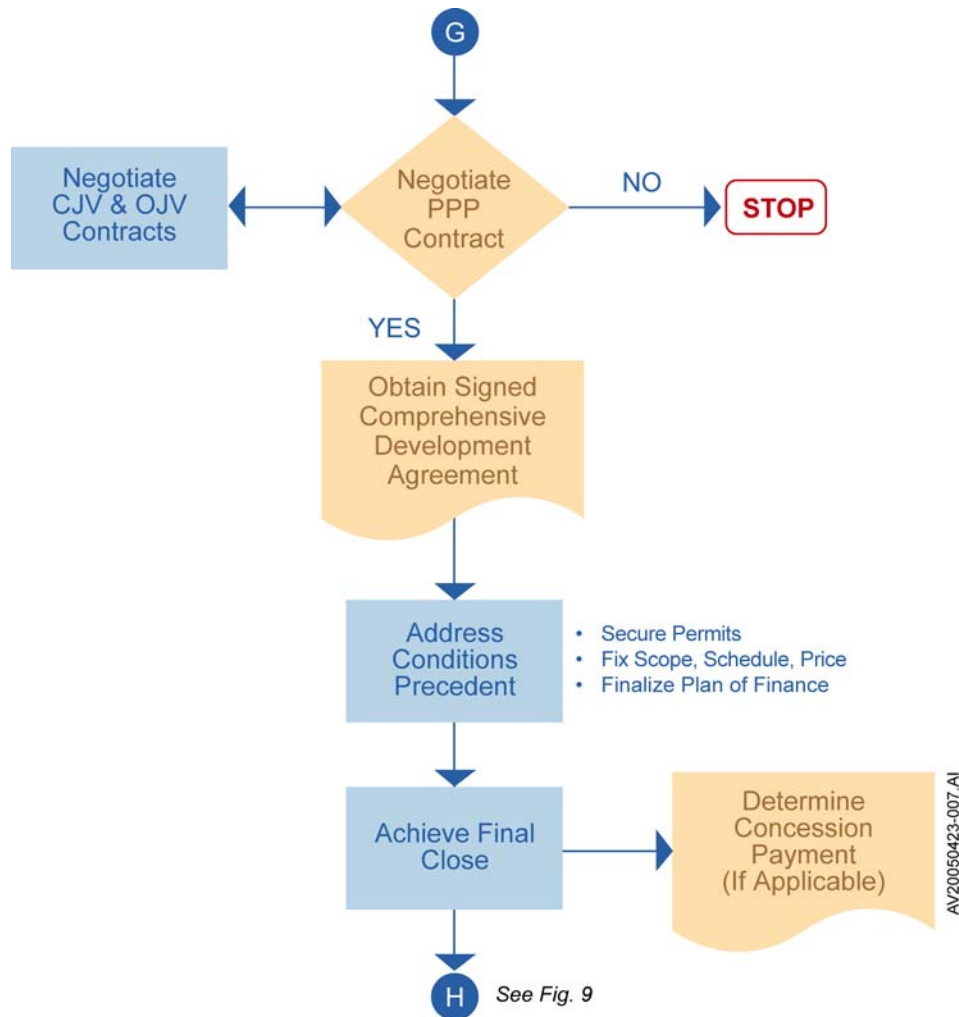 G
Negotiate
CJV & OJV
Contracts
Negotiate
PPP
Contract
NO
STOP
YES
Obtain Signed
Comprehensive
Development
Agreement
Address
Conditions
Precedent
• Secure Permits
• Fix Scope, Schedule, Price
• Finalize Plan of Finance
Achieve Final
Close
Determine
Concession
Payment
(If Applicable)
AV20050423-007.AI
H
See Fig. 9